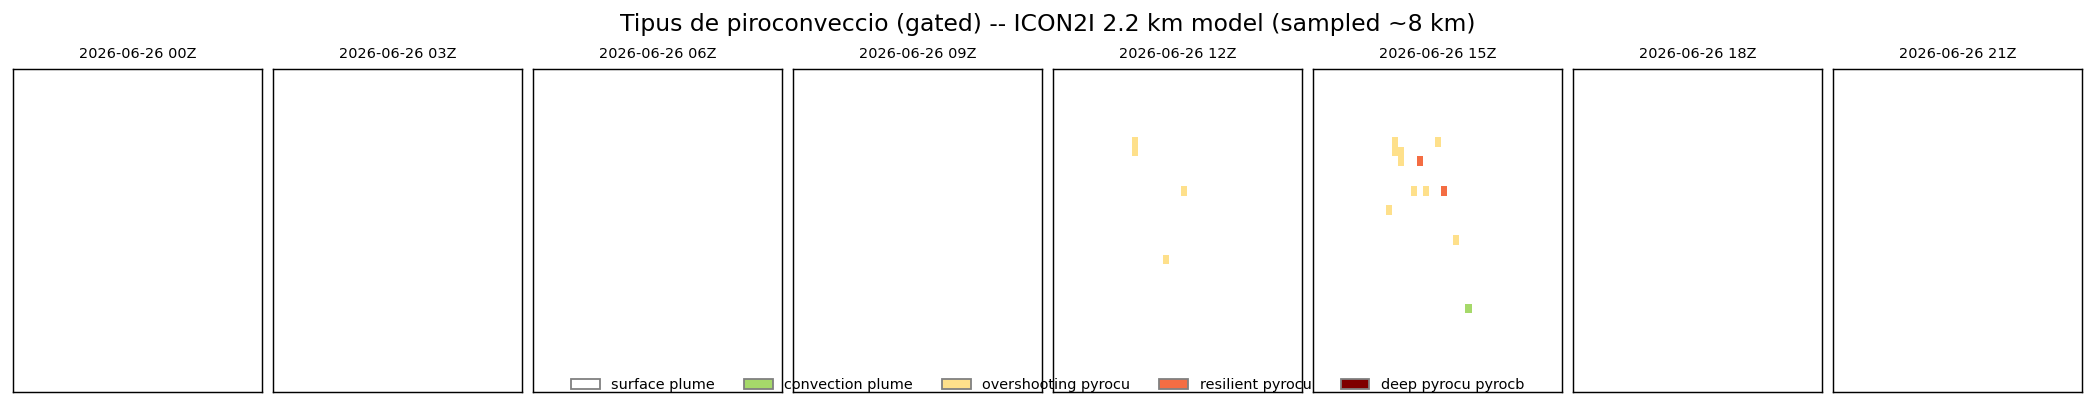 Tipus de piroconveccio (gated) -- ICON2I 2.2 km model (sampled ~8 km)
2026-06-26 00Z
2026-06-26 03Z
2026-06-26 06Z
2026-06-26 09Z
2026-06-26 12Z
2026-06-26 15Z
2026-06-26 18Z
2026-06-26 21Z
surface plume
convection plume
overshooting pyrocu
resilient pyrocu
deep pyrocu pyrocb